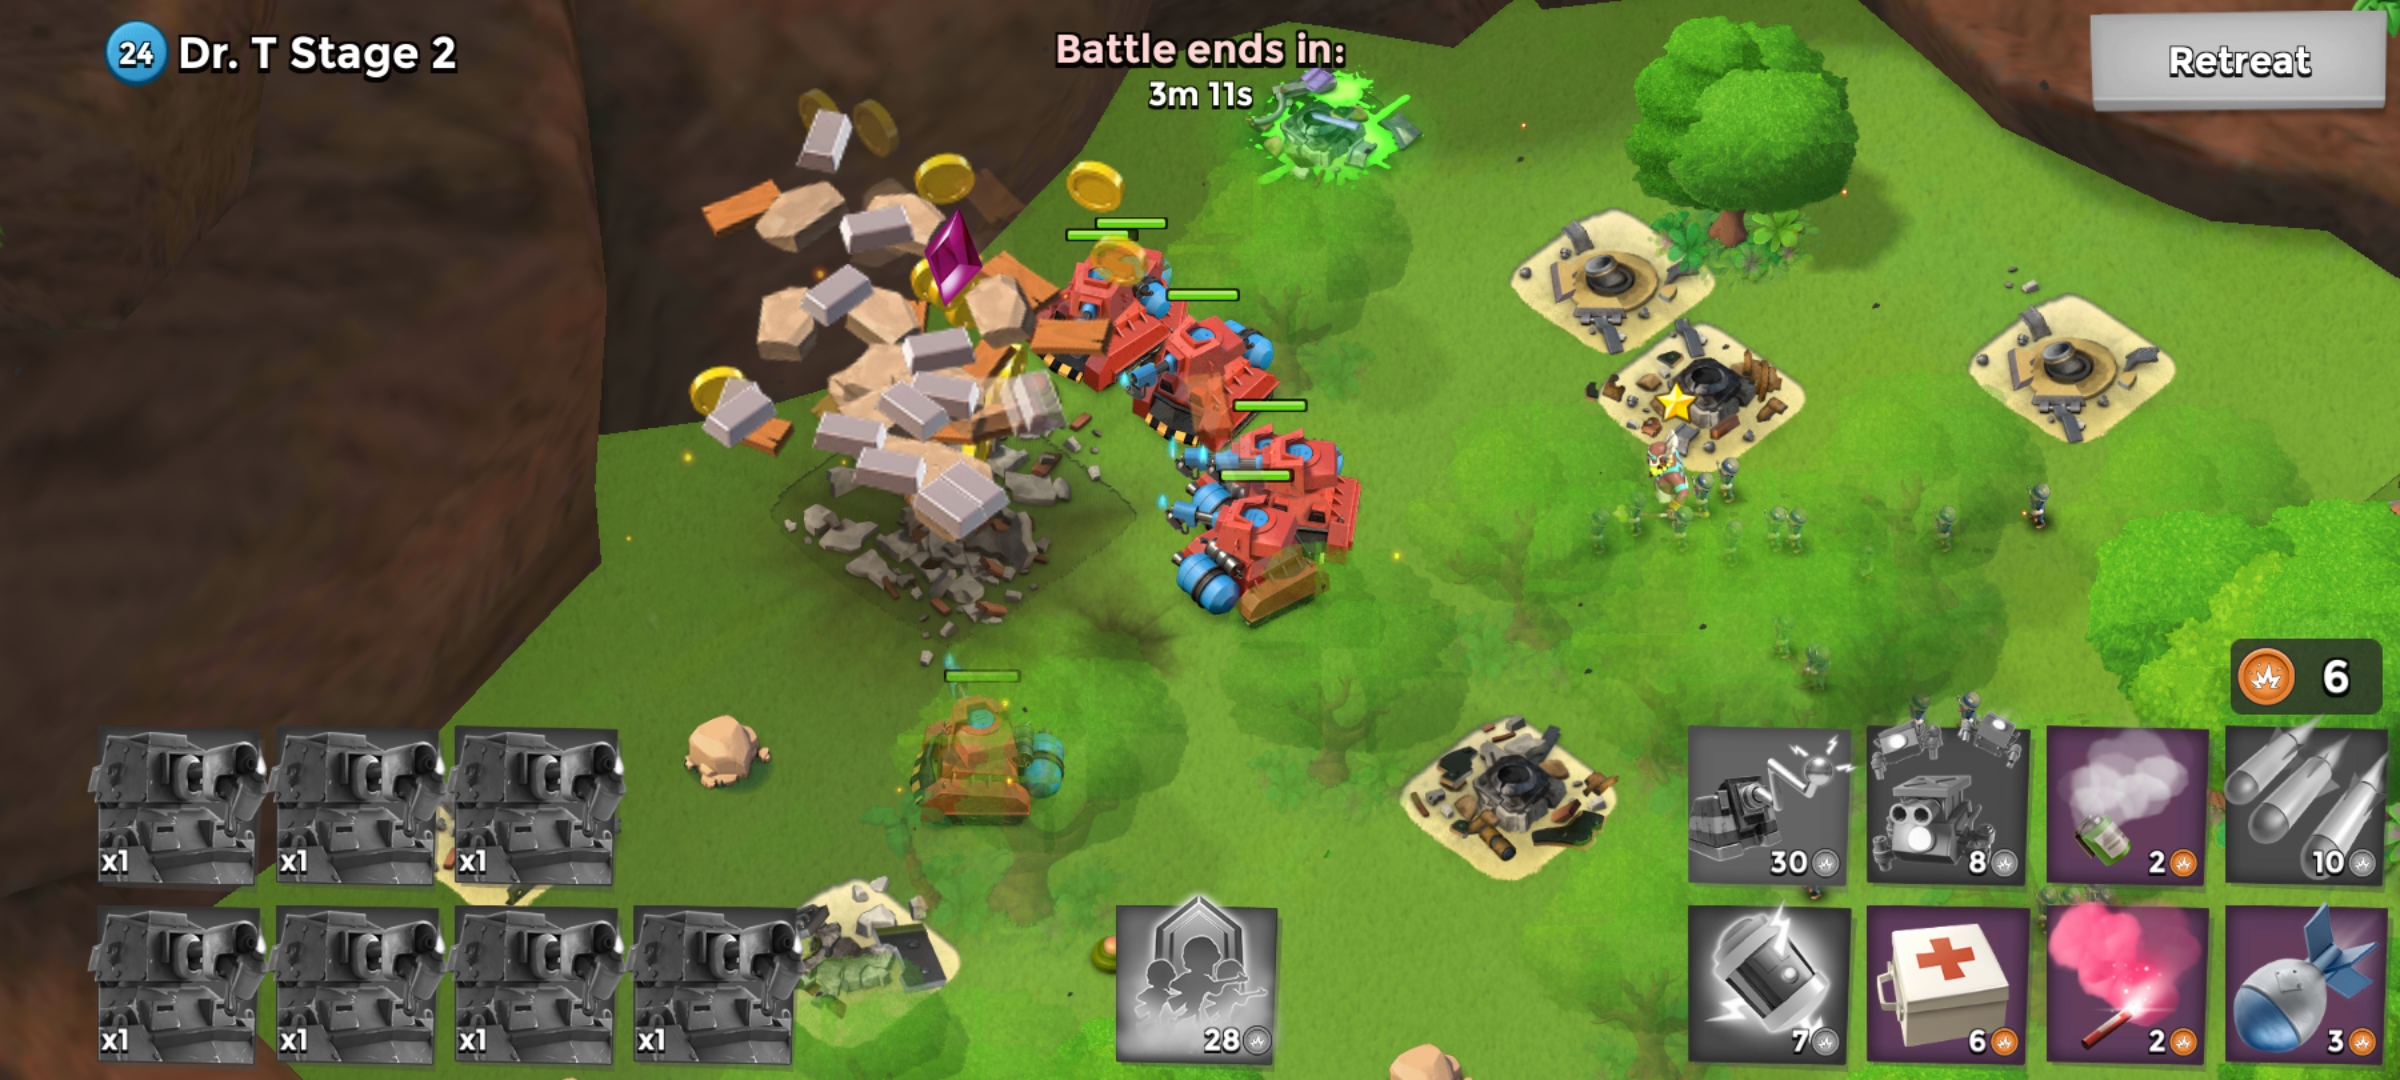 24 Dr. T Stage 2
Battle ends in:
3m 11s
Retreat
6
x1 x1 x1
30 8 2 10
x1 x1 x1 x1
28
7 6 2 3